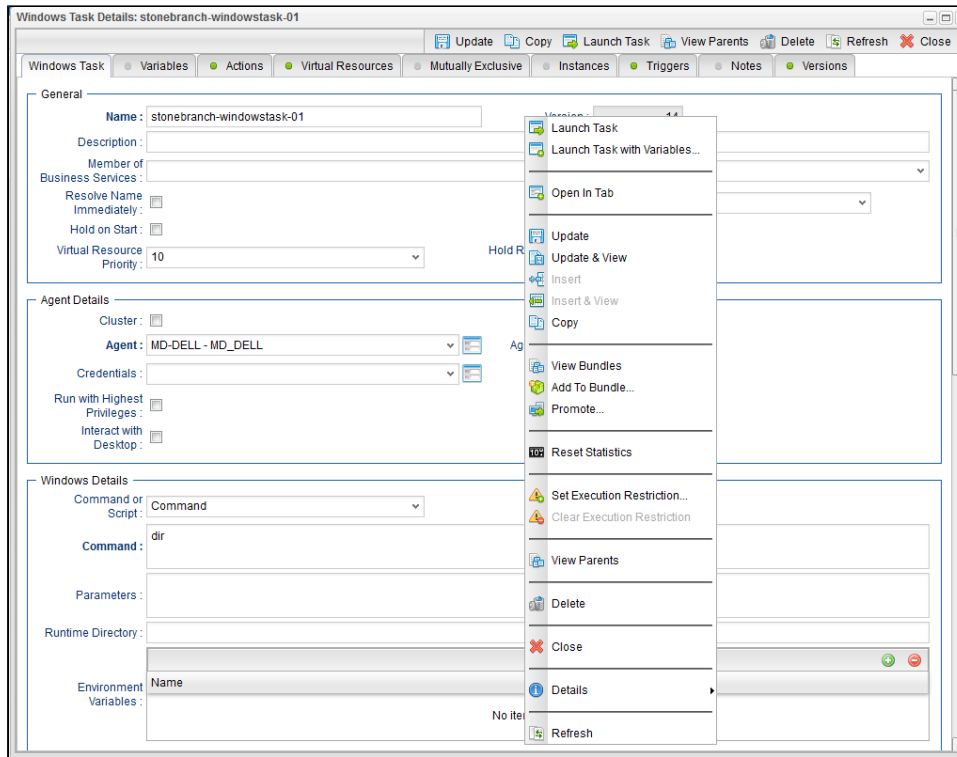 Windows Task Details: stonebranch-windowstask-01
Update Copy Launch Task View Parents Delete Refresh Close
Windows Task Variables Actions Virtual Resources Mutually Exclusive Instances Triggers Notes Versions
General
Name : stonebranch-windowstask-01
Version : 14
Description :
Member of
Business Services :
Resolve Name
Immediately :
Hold on Start :
Virtual Resource
Priority : 10
Hold R
Agent Details
Cluster :
Agent : MD-DELL - MD_DELL
Ag
Credentials :
Run with Highest
Privileges :
Interact with
Desktop :
Windows Details
Command or
Script : Command
Command : dir
Parameters :
Runtime Directory :
Environment
Variables :
Name
No ite
Launch Task
Launch Task with Variables...
Open In Tab
Update
Update & View
Insert
Insert & View
Copy
View Bundles
Add To Bundle...
Promote...
Reset Statistics
Set Execution Restriction...
Clear Execution Restriction
View Parents
Delete
Close
Details
Refresh